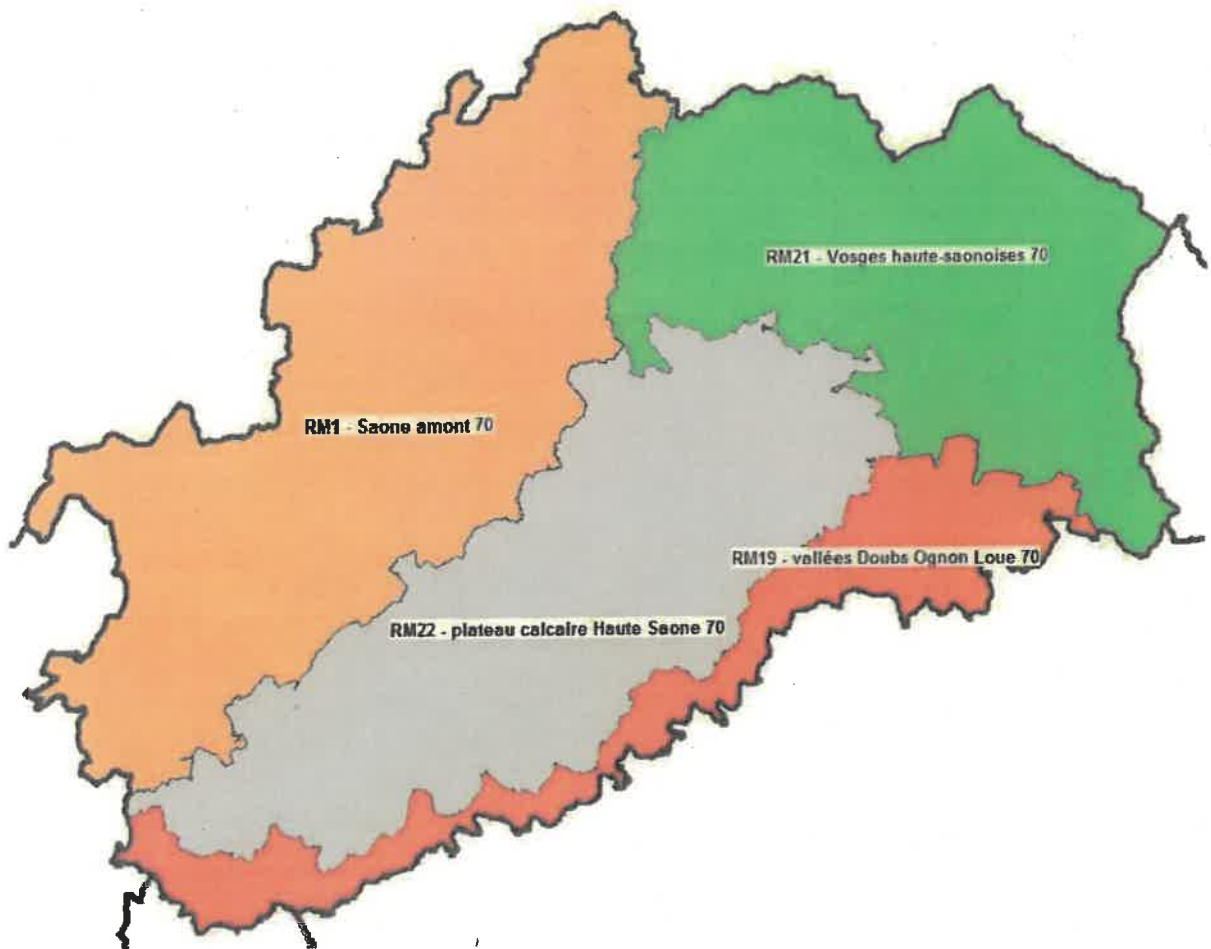 RM21 - Vosges haute-saonoises 70
RM1 - Saone amont 70
RM19 - vallées Doubs Ognon Loue 70
RM22 - plateau calcaire Haute Saone 70